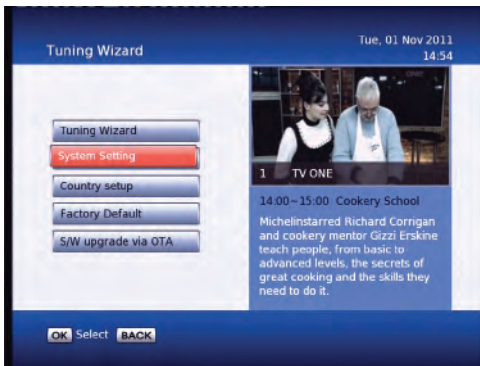 Tuning Wizard
Tue, 01 Nov 2011
14:54
Tuning Wizard
System Setting
Country setup
Factory Default
S/W upgrade via OTA
1 TV ONE
14:00~15:00 Cookery School
Michelinstarred Richard Corrigan
and cookery mentor Gizzi Erskine
teach people, from basic to
advanced levels, the secrets of
great cooking and the skills they
need to do it.
OK Select BACK